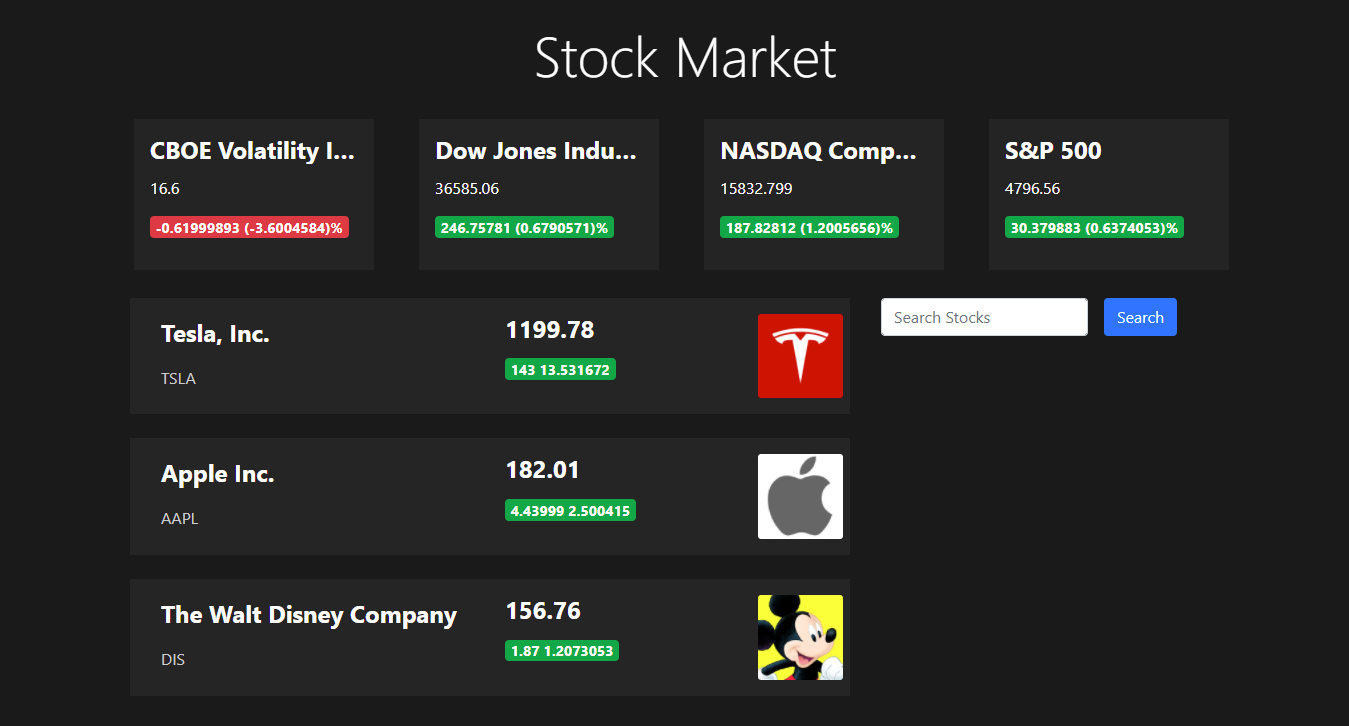 Stock Market
CBOE Volatility I...
16.6
-0.61999893 (-3.6004584)%
Dow Jones Indu...
36585.06
246.75781 (0.6790571)%
NASDAQ Comp...
15832.799
187.82812 (1.2005656)%
S&P 500
4796.56
30.379883 (0.6374053)%
Tesla, Inc.
TSLA
1199.78
143 13.531672
Search Stocks
Search
Apple Inc.
AAPL
182.01
4.43999 2.500415
The Walt Disney Company
DIS
156.76
1.87 1.2073053